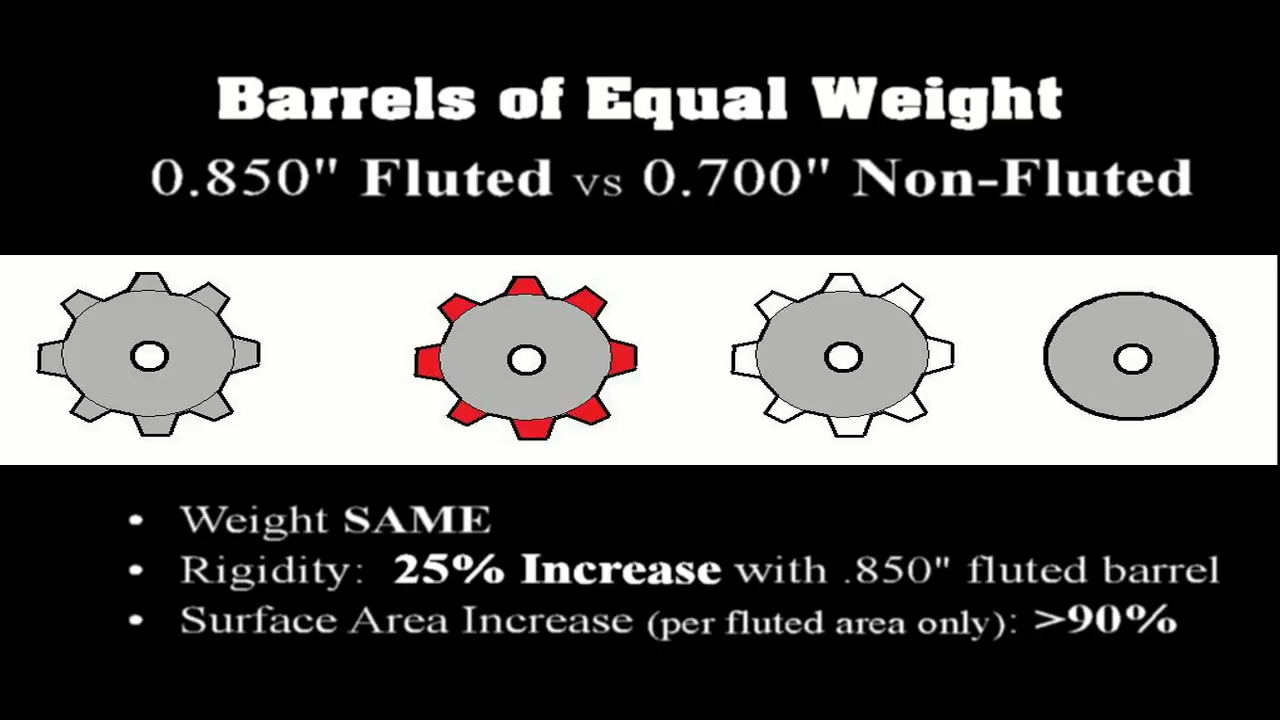 Barrels of Equal Weight
0.850" Fluted vs 0.700" Non-Fluted
• Weight SAME
• Rigidity: 25% Increase with .850" fluted barrel
• Surface Area Increase (per fluted area only): >90%